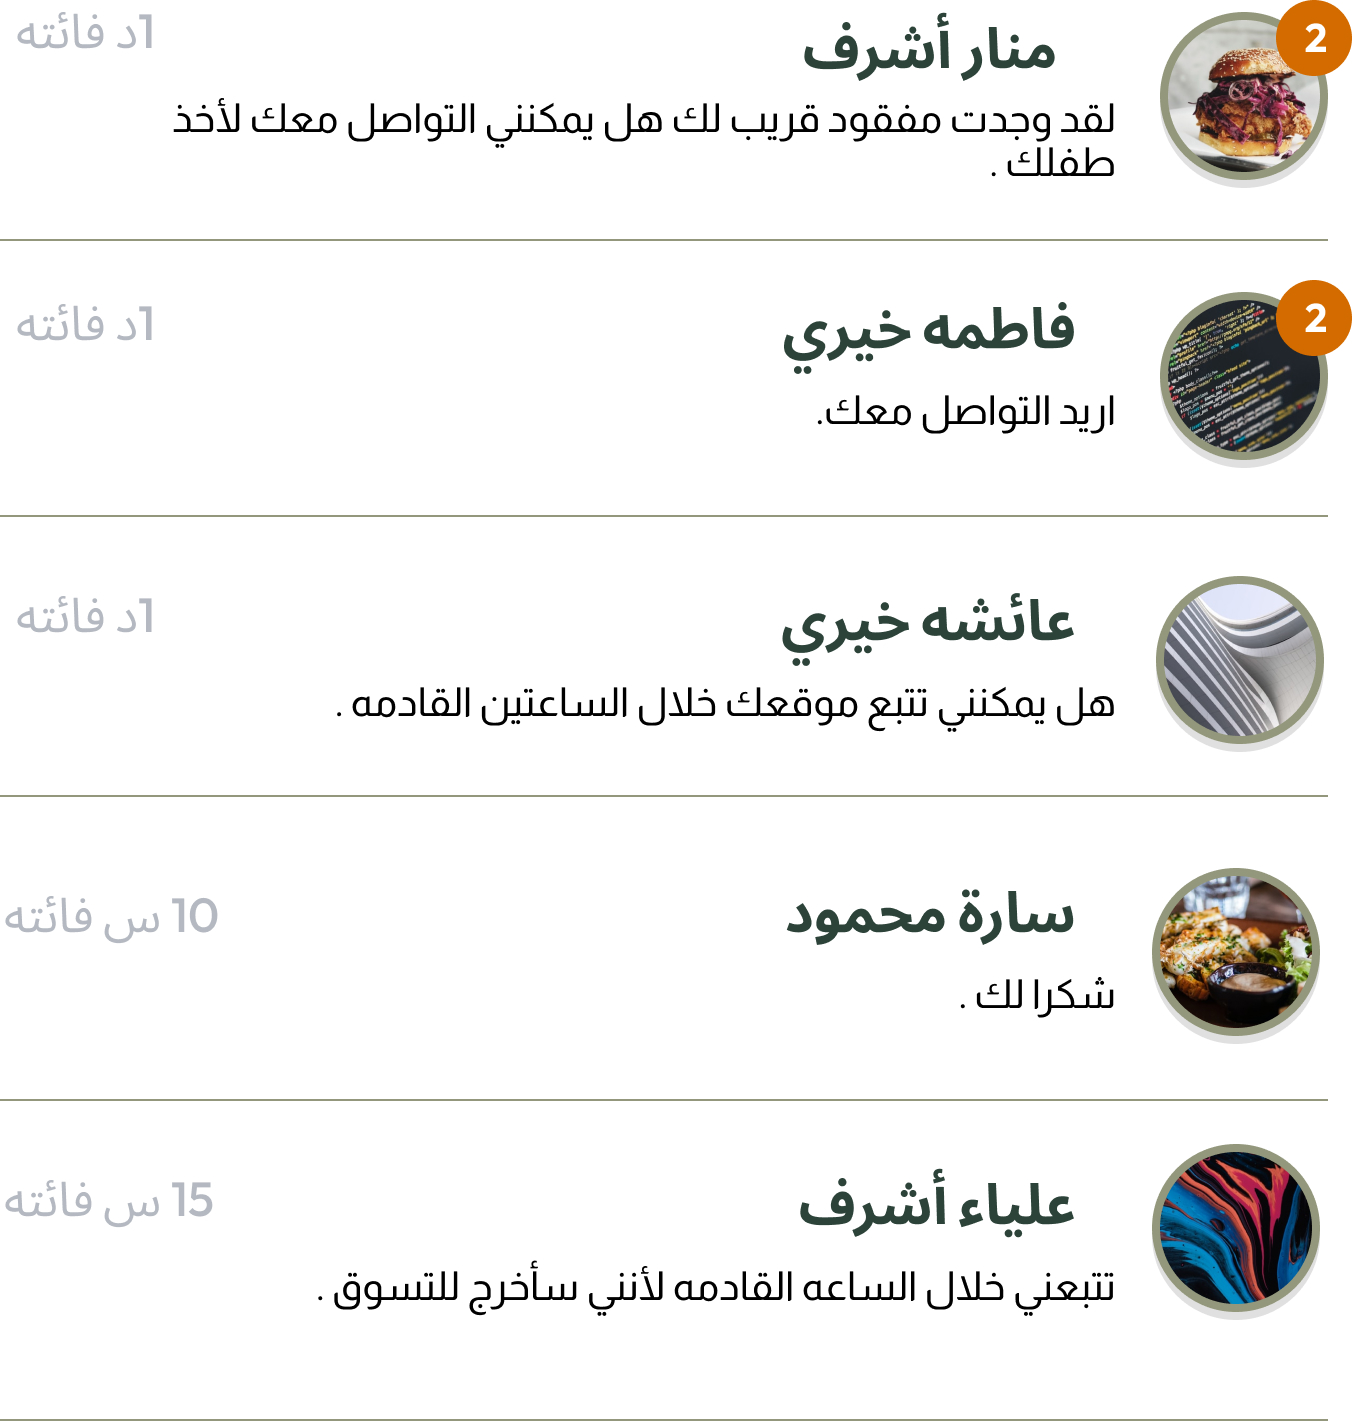 2
منار أشرف
1د فائته
لقد وجدت مفقود قريب لك هل يمكنني التواصل معك لأخذ
طفلك .
2
فاطمه خيري
1د فائته
اريد التواصل معك.
عائشه خيري
1د فائته
هل يمكنني تتبع موقعك خلال الساعتين القادمه .
سارة محمود
10 س فائته
شكرا لك .
علياء أشرف
15 س فائته
تتبعني خلال الساعه القادمه لأنني سأخرج للتسوق .